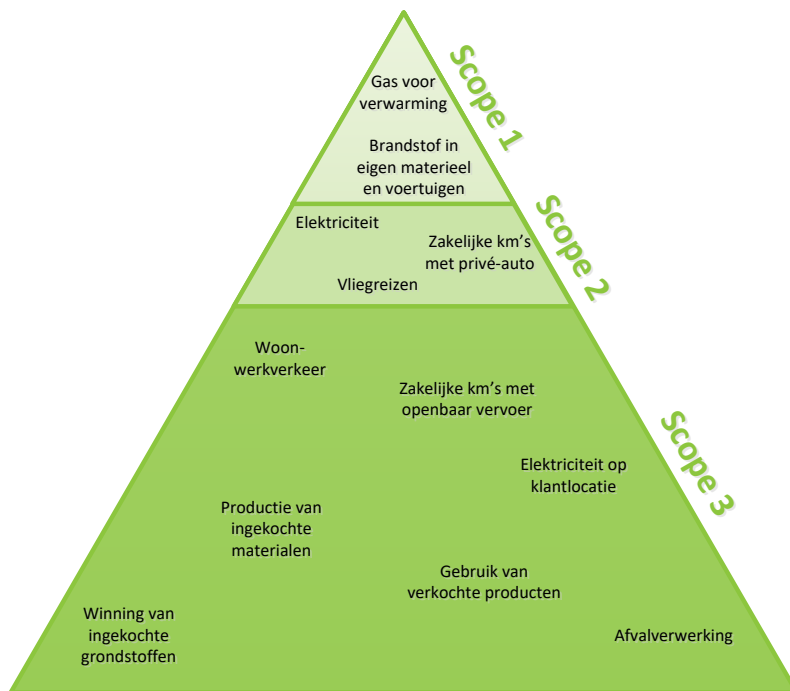 Scope 1
Gas voor
verwarming
Brandstof in
eigen materieel
en voertuigen
Scope 2
Elektriciteit
Zakelijke km's
met privé-auto
Vliegreizen
Scope 3
Woon-
werkverkeer
Zakelijke km's met
openbaar vervoer
Elektriciteit op
klantlocatie
Productie van
ingekochte
materialen
Gebruik van
verkochte producten
Winning van
ingekochte
grondstoffen
Afvalverwerking